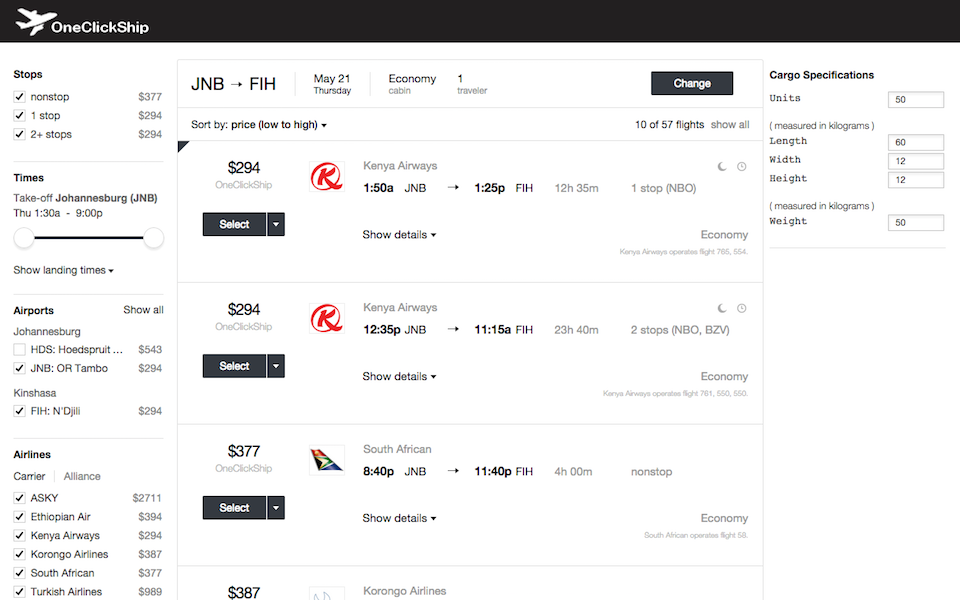 OneClickShip
Stops
nonstop $377
1 stop $294
2+ stops $294
Times
Take-off Johannesburg (JNB)
Thu 1:30a - 9:00p
Show landing times
Airports Show all
Johannesburg
HDS: Hoedspruit ... $543
JNB: OR Tambo $294
Kinshasa
FIH: N'Djili $294
Airlines
Carrier Alliance
ASKY $2711
Ethiopian Air $394
Kenya Airways $294
Korongo Airlines $387
South African $377
Turkish Airlines $989
JNB → FIH
May 21
Thursday
Economy
cabin
1
traveler
Change
Sort by: price (low to high)
10 of 57 flights show all
$294
OneClickShip
Select
Kenya Airways
1:50a JNB → 1:25p FIH 12h 35m 1 stop (NBO)
Show details
Economy
Kenya Airways operates flight 765, 554.
$294
OneClickShip
Select
Kenya Airways
12:35p JNB → 11:15a FIH 23h 40m 2 stops (NBO, BZV)
Show details
Economy
Kenya Airways operates flight 761, 550, 550.
$377
OneClickShip
Select
South African
8:40p JNB → 11:40p FIH 4h 00m nonstop
Show details
Economy
South African operates flight 58.
$387
Korongo Airlines
Cargo Specifications
Units 50
( measured in kilograms )
Length 60
Width 12
Height 12
( measured in kilograms )
Weight 50